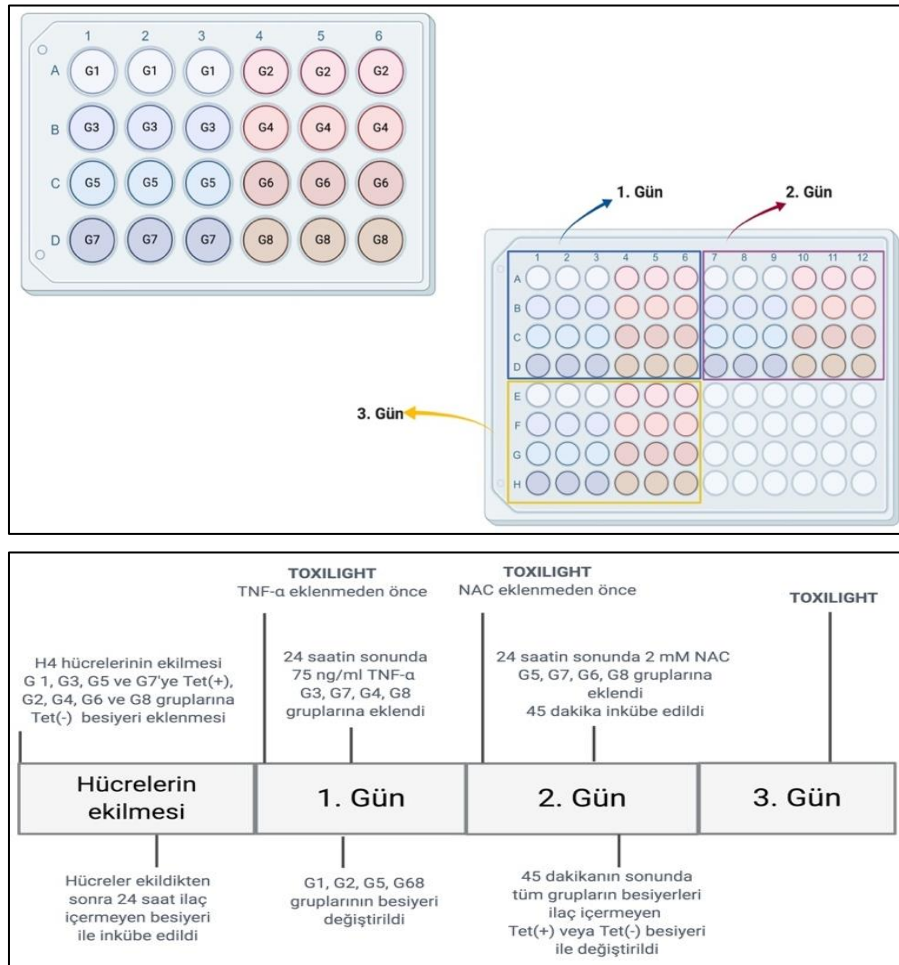 1 2 3 4 5 6
A G1 G1 G1 G2 G2 G2
B G3 G3 G3 G4 G4 G4
C G5 G5 G5 G6 G6 G6
D G7 G7 G7 G8 G8 G8
1. Gün
2. Gün
3. Gün
1 2 3 4 5 6 7 8 9 10 11 12
A
B
C
D
E
F
G
H
H4 hücrelerinin ekilmesi
G 1, G3, G5 ve G7'ye Tet(+),
G2, G4, G6 ve G8 gruplarına
Tet(-) besiyeri eklenmesi
TOXILIGHT
TNF-α eklenmeden önce
24 saatin sonunda
75 ng/ml TNF-α
G3, G7, G4, G8
gruplarına eklendi
TOXILIGHT
NAC eklenmeden önce
24 saatin sonunda 2 mM NAC
G5, G7, G6, G8 gruplarına
eklendi
45 dakika inkübe edildi
TOXILIGHT
Hücrelerin
ekilmesi
1. Gün
2. Gün
3. Gün
Hücreler ekildikten
sonra 24 saat ilaç
içermeyen besiyeri
ile inkübe edildi
G1, G2, G5, G68
gruplarının besiyeri
değiştirildi
45 dakikanın sonunda
tüm grupların besiyerleri
ilaç içermeyen
Tet(+) veya Tet(-) besiyeri
ile değiştirildi